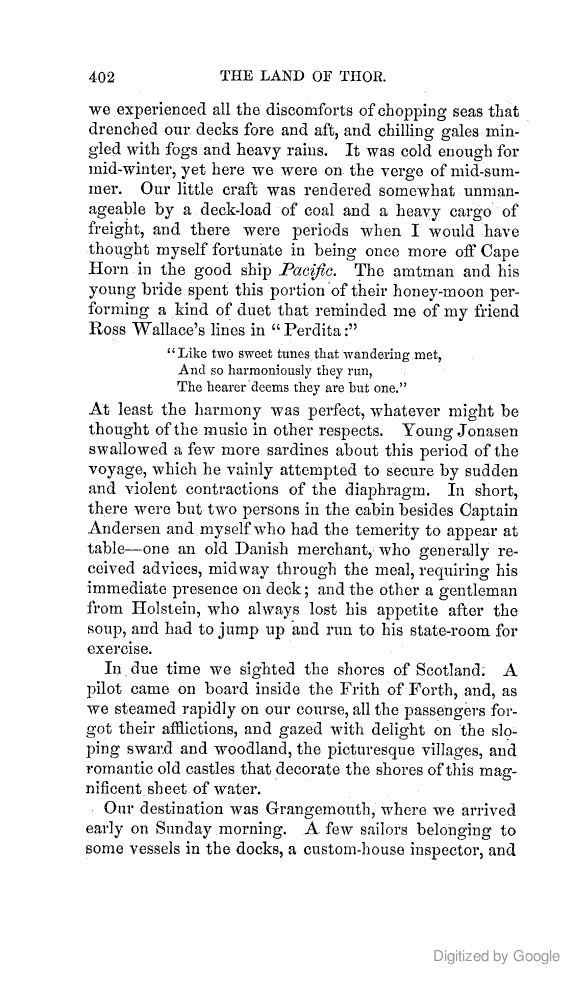 402 THE LAND OF THOR.
we experienced all the discomforts of chopping seas that
drenched our decks fore and aft, and chilling gales min-
gled with fogs and heavy rains. It was cold enough for
mid-winter, yet here we were on the verge of mid-sum-
mer. Our little craft was rendered somewhat unman-
ageable by a deck-load of coal and a heavy cargo of
freight, and there were periods when I would have
thought myself fortunate in being once more off Cape
Horn in the good ship Pacific. The amtman and his
young bride spent this portion of their honey-moon per-
forming a kind of duet that reminded me of my friend
Ross Wallace's lines in "Perdita:"
"Like two sweet tunes that wandering met,
And so harmoniously they run,
The hearer deems they are but one."
At least the harmony was perfect, whatever might be
thought of the music in other respects. Young Jonasen
swallowed a few more sardines about this period of the
voyage, which he vainly attempted to secure by sudden
and violent contractions of the diaphragm. In short,
there were but two persons in the cabin besides Captain
Andersen and myself who had the temerity to appear at
table—one an old Danish merchant, who generally re-
ceived advices, midway through the meal, requiring his
immediate presence on deck; and the other a gentleman
from Holstein, who always lost his appetite after the
soup, and had to jump up and run to his state-room for
exercise.
In due time we sighted the shores of Scotland. A
pilot came on board inside the Frith of Forth, and, as
we steamed rapidly on our course, all the passengers for-
got their afflictions, and gazed with delight on the slo-
ping sward and woodland, the picturesque villages, and
romantic old castles that decorate the shores of this mag-
nificent sheet of water.
Our destination was Grangemouth, where we arrived
early on Sunday morning. A few sailors belonging to
some vessels in the docks, a custom-house inspector, and
Digitized by Google